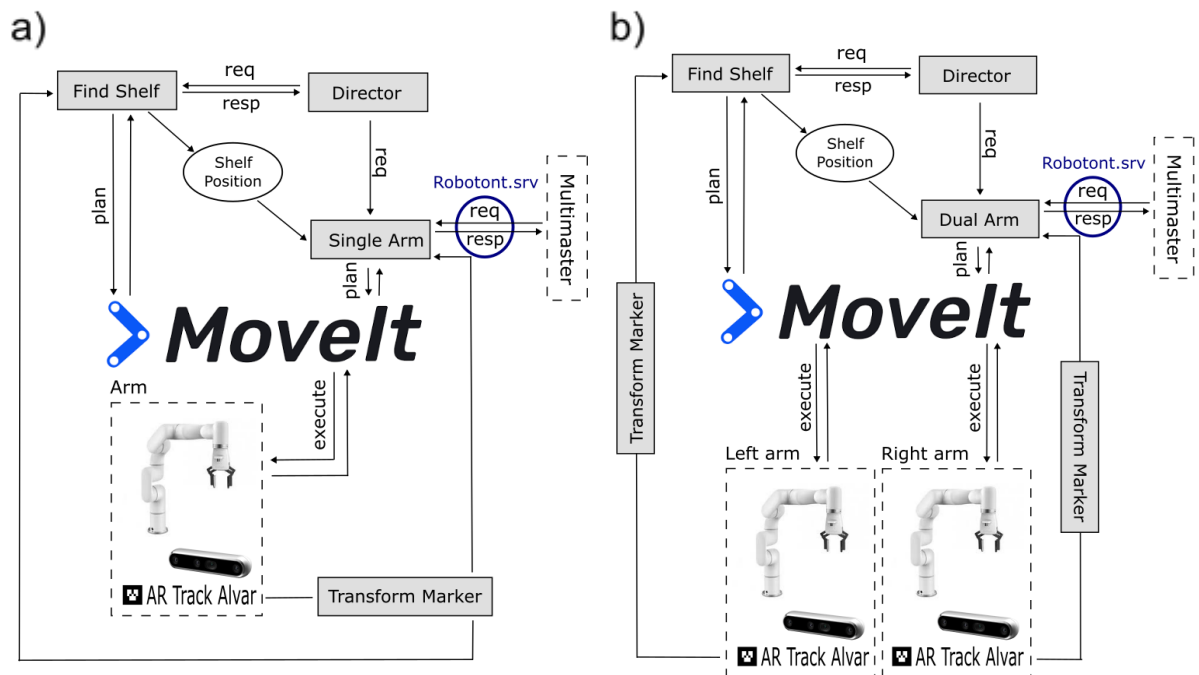 a)
Find Shelf
req
resp
Director
Shelf
Position
req
plan
Robotont.srv
req
resp
Single Arm
Multimaster
plan
MoveIt
Arm
execute
AR Track Alvar
Transform Marker
b)
Find Shelf
req
resp
Director
Shelf
Position
req
plan
Robotont.srv
req
resp
Dual Arm
Multimaster
plan
MoveIt
Transform Marker
execute
execute
Transform Marker
Left arm
Right arm
AR Track Alvar
AR Track Alvar